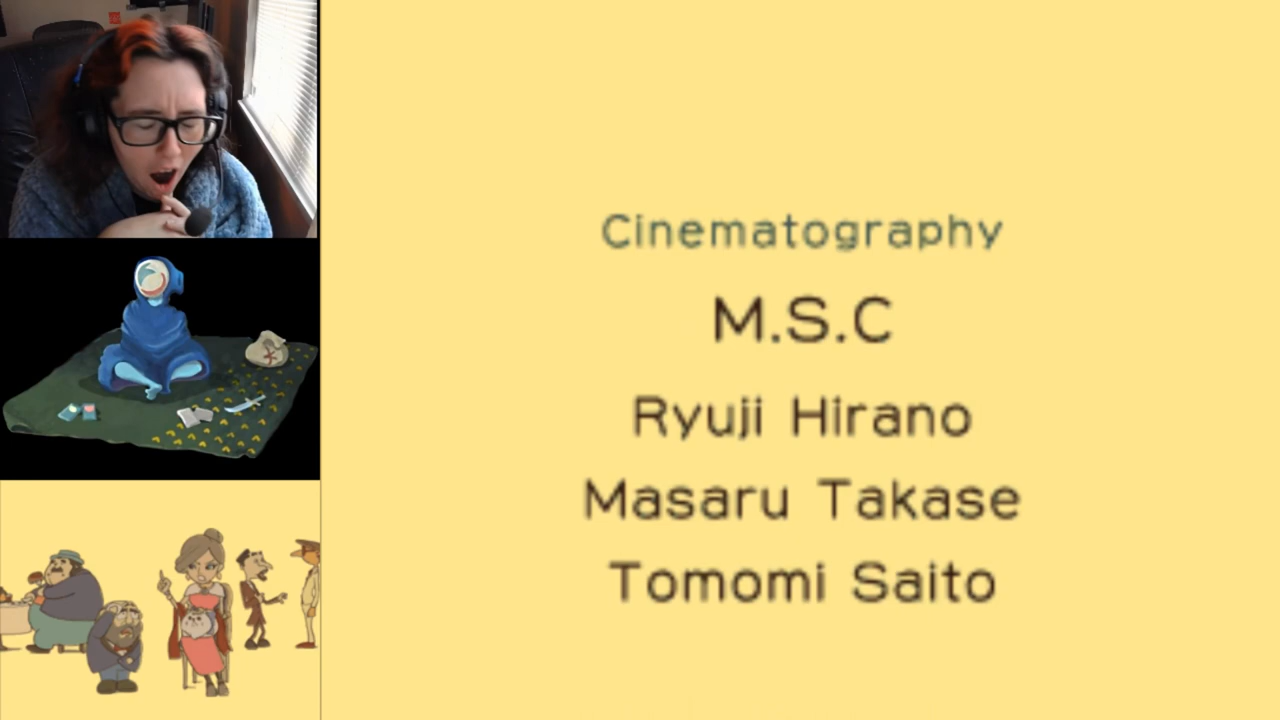 Cinematography
M.S.C
Ryuji Hirano
Masaru Takase
Tomomi Saito